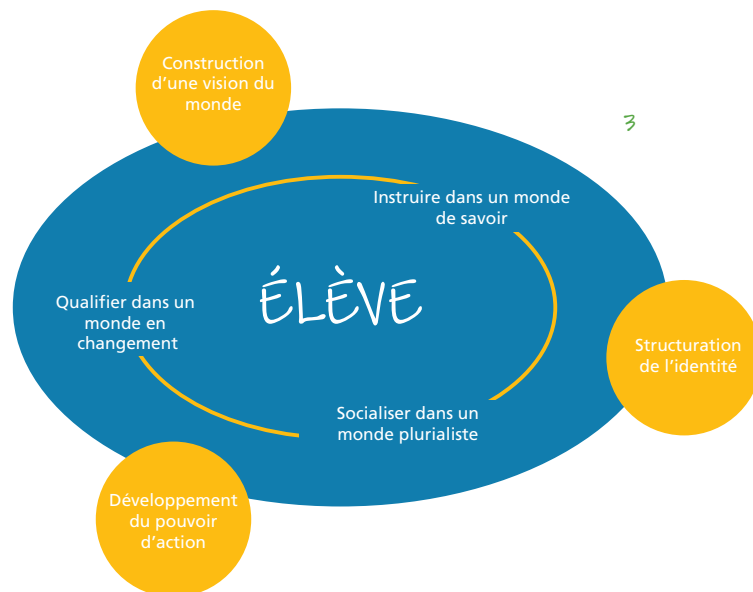 Construction
d'une vision du
monde
3
Instruire dans un monde
de savoir
ÉLÈVE
Qualifier dans un
monde en
changement
Structuration
de l'identité
Socialiser dans un
monde plurialiste
Développement
du pouvoir
d'action